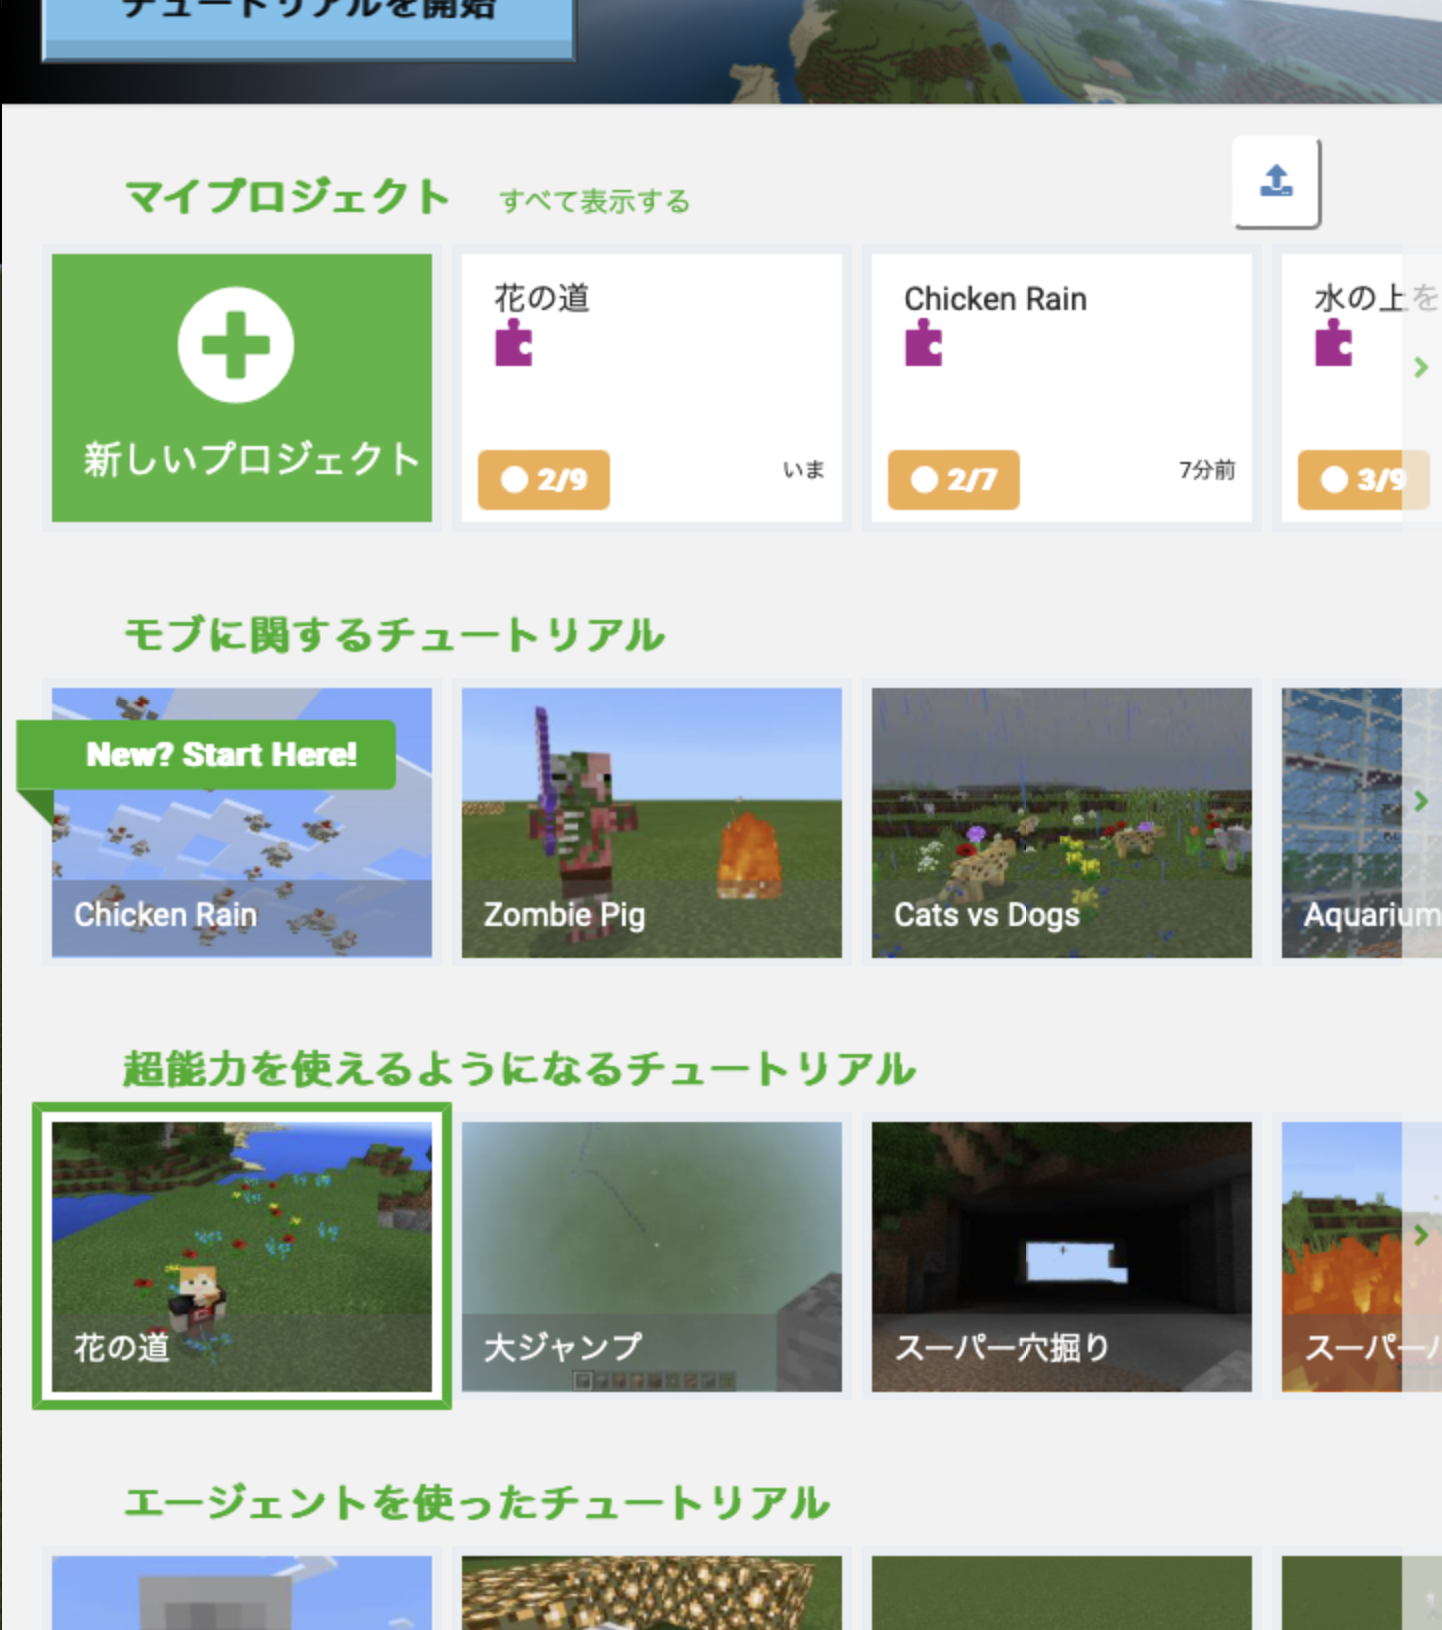 チュートリアルを開始
マイプロジェクト すべて表示する
新しいプロジェクト
花の道
2/9 いま
Chicken Rain
2/7 7分前
水の上を
3/9
モブに関するチュートリアル
New? Start Here!
Chicken Rain
Zombie Pig
Cats vs Dogs
Aquarium
超能力を使えるようになるチュートリアル
花の道
大ジャンプ
スーパー穴掘り
スーパー
エージェントを使ったチュートリアル